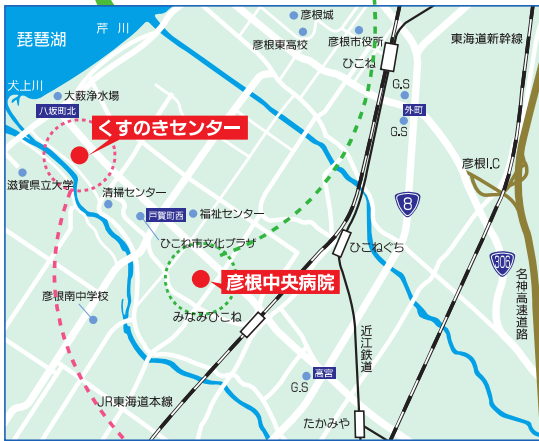 彦根城
芹川
琵琶湖
彦根東高校
彦根市役所
東海道新幹線
ひこね
犬上川
大薮浄水場
G.S
八坂町北
外町
くすのきセンター
G.S
彦根I.C
滋賀県立大学
清掃センター
8
戸賀町西
福祉センター
ひこね市文化プラザ
ひこねぐち
306
彦根中央病院
名神高速道路
彦根南中学校
みなみひこね
近江鉄道
高宮
G.S
JR東海道本線
たかみや